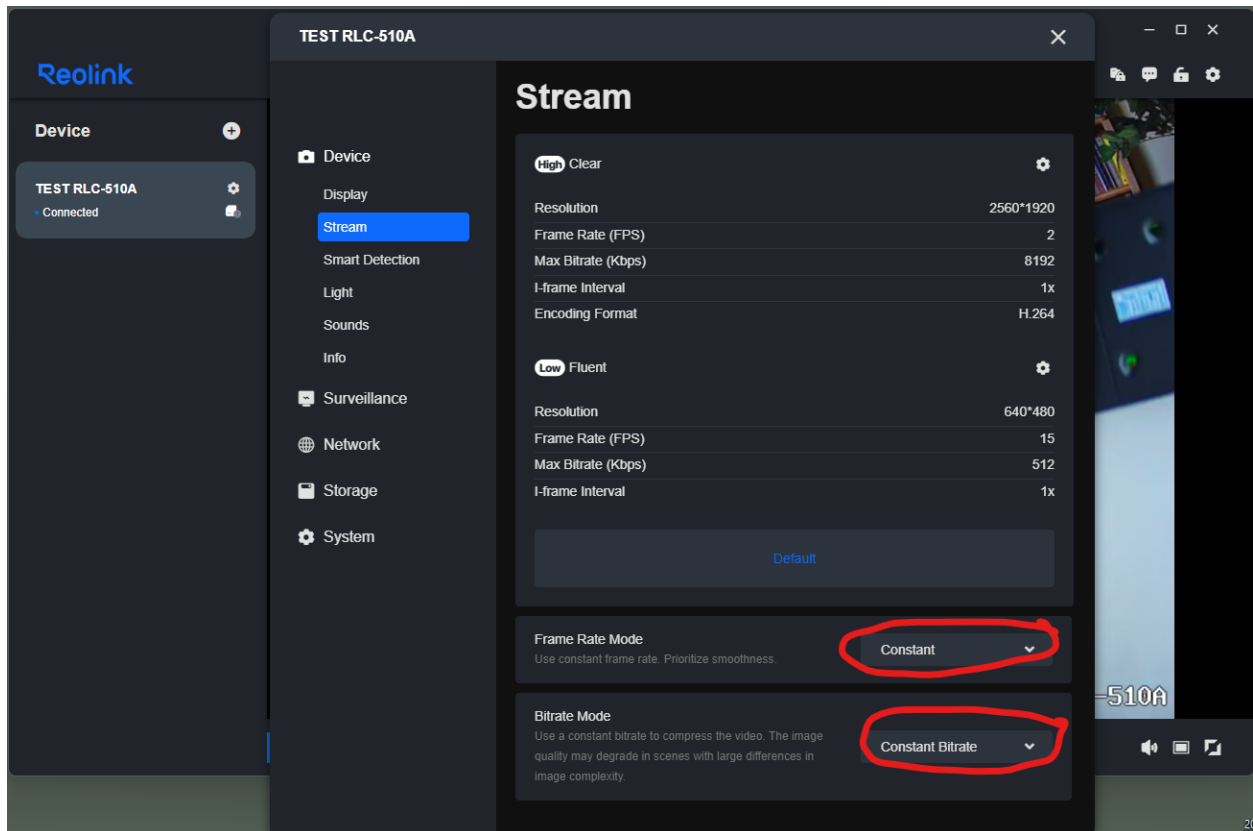 TEST RLC-510A
Reolink
Device
TEST RLC-510A
Connected
Device
Display
Stream
Smart Detection
Light
Sounds
Info
Surveillance
Network
Storage
System
Stream
High Clear
Resolution 2560*1920
Frame Rate (FPS) 2
Max Bitrate (Kbps) 8192
I-frame Interval 1x
Encoding Format H.264
Low Fluent
Resolution 640*480
Frame Rate (FPS) 15
Max Bitrate (Kbps) 512
I-frame Interval 1x
Default
Frame Rate Mode
Use constant frame rate. Prioritize smoothness.
Constant
Bitrate Mode
Use a constant bitrate to compress the video. The image
quality may degrade in scenes with large differences in
image complexity.
Constant Bitrate
-510A
20